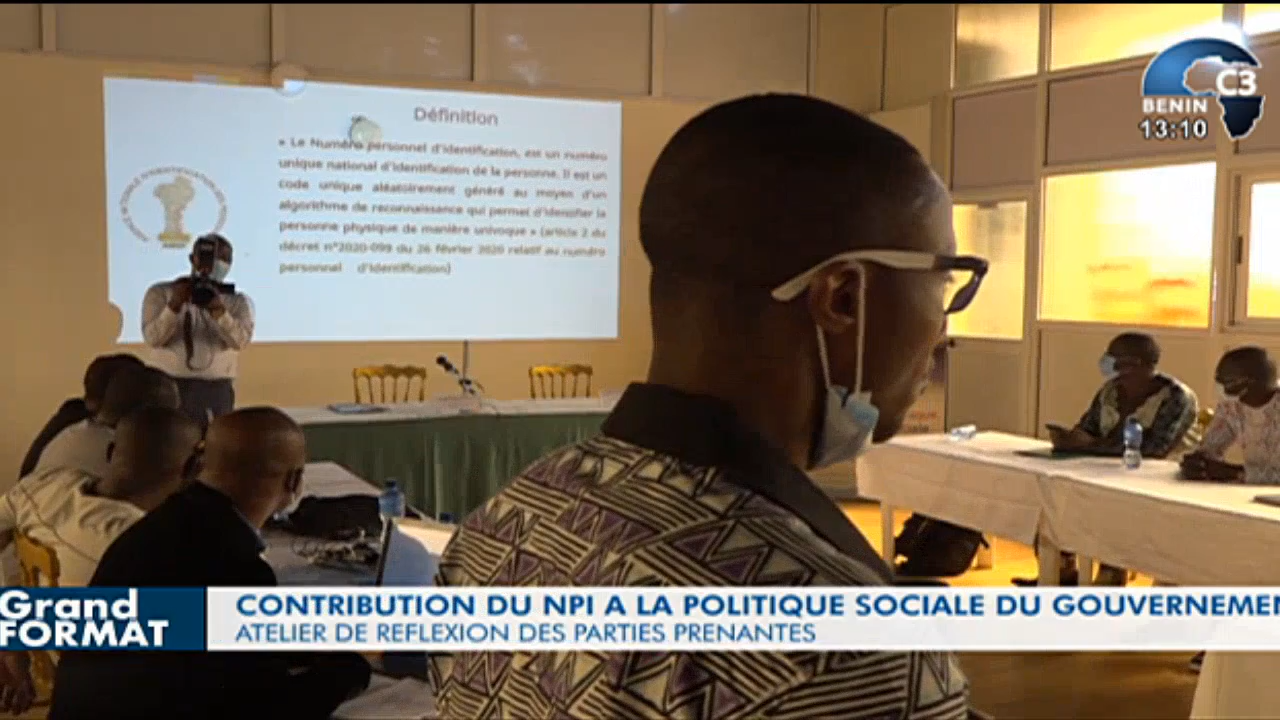 C3
BENIN
13:10
Définition
« Le Numéro personnel d'identification, est un numéro
unique national d'identification de la personne. Il est un
code unique aléatoirement généré au moyen d'un
algorithme de reconnaissance qui permet d'idenofier la
personne physique de manière univoque » (article 2 du
décret n°2020-099 du 26 février 2020 relatif au numéro
personnel d'identification)
Grand
FORMAT
CONTRIBUTION DU NPI A LA POLITIQUE SOCIALE DU GOUVERNEMEN
ATELIER DE REFLEXION DES PARTIES PRENANTES